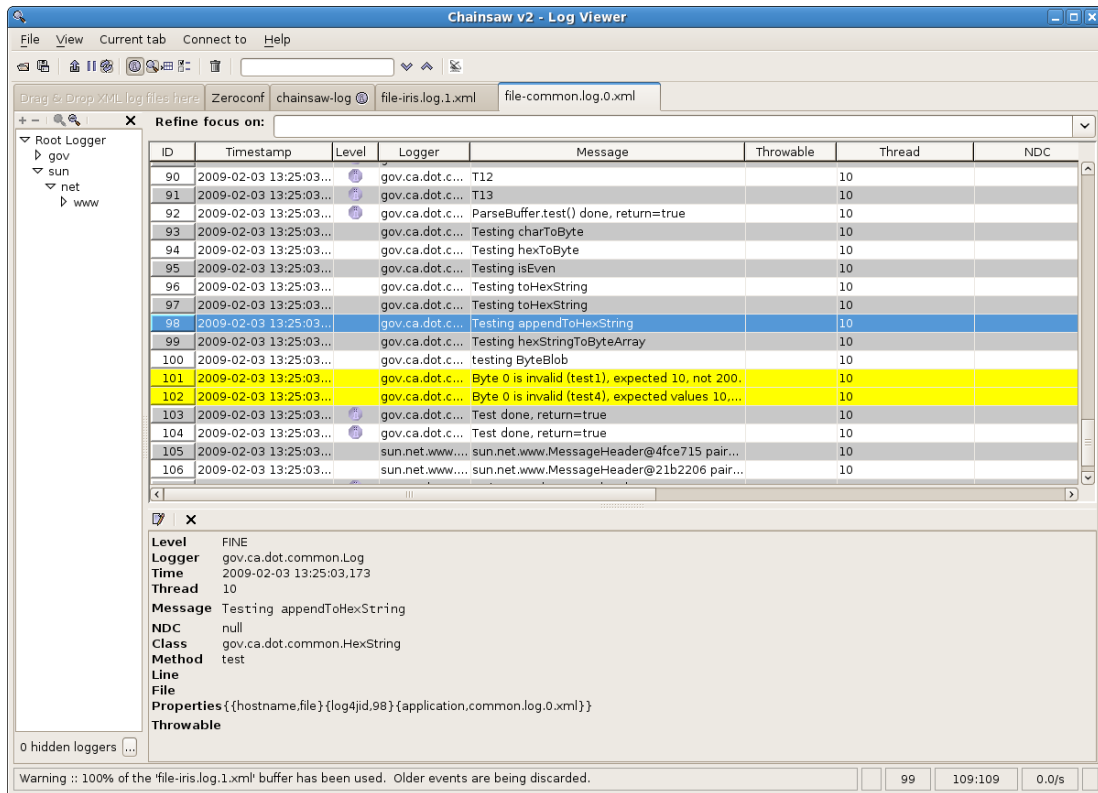 Chainsaw v2 - Log Viewer
File View Current tab Connect to Help
Drag & Drop XML log files here Zeroconf chainsaw-log file-iris.log.1.xml file-common.log.0.xml
Refine focus on:
Root Logger
gov
sun
net
www
ID Timestamp Level Logger Message Throwable Thread NDC
90 2009-02-03 13:25:03... gov.ca.dot.c... T12 10
91 2009-02-03 13:25:03... gov.ca.dot.c... T13 10
92 2009-02-03 13:25:03... gov.ca.dot.c... ParseBuffer.test() done, return=true 10
93 2009-02-03 13:25:03... gov.ca.dot.c... Testing charToByte 10
94 2009-02-03 13:25:03... gov.ca.dot.c... Testing hexToByte 10
95 2009-02-03 13:25:03... gov.ca.dot.c... Testing isEven 10
96 2009-02-03 13:25:03... gov.ca.dot.c... Testing toHexString 10
97 2009-02-03 13:25:03... gov.ca.dot.c... Testing toHexString 10
98 2009-02-03 13:25:03... gov.ca.dot.c... Testing appendToHexString 10
99 2009-02-03 13:25:03... gov.ca.dot.c... Testing hexStringToByteArray 10
100 2009-02-03 13:25:03... gov.ca.dot.c... testing ByteBlob 10
101 2009-02-03 13:25:03... gov.ca.dot.c... Byte 0 is invalid (test1), expected 10, not 200. 10
102 2009-02-03 13:25:03... gov.ca.dot.c... Byte 0 is invalid (test4), expected values 10,... 10
103 2009-02-03 13:25:03... gov.ca.dot.c... Test done, return=true 10
104 2009-02-03 13:25:03... gov.ca.dot.c... Test done, return=true 10
105 2009-02-03 13:25:03... sun.net.www.... sun.net.www.MessageHeader@4fce715 pair... 10
106 2009-02-03 13:25:03... sun.net.www.... sun.net.www.MessageHeader@21b2206 pair... 10
Level FINE
Logger gov.ca.dot.common.Log
Time 2009-02-03 13:25:03,173
Thread 10
Message Testing appendToHexString
NDC null
Class gov.ca.dot.common.HexString
Method test
Line
File
Properties {{hostname,file}{log4jid,98}{application,common.log.0.xml}}
Throwable
0 hidden loggers ...
Warning :: 100% of the 'file-iris.log.1.xml' buffer has been used. Older events are being discarded. 99 109:109 0.0/s